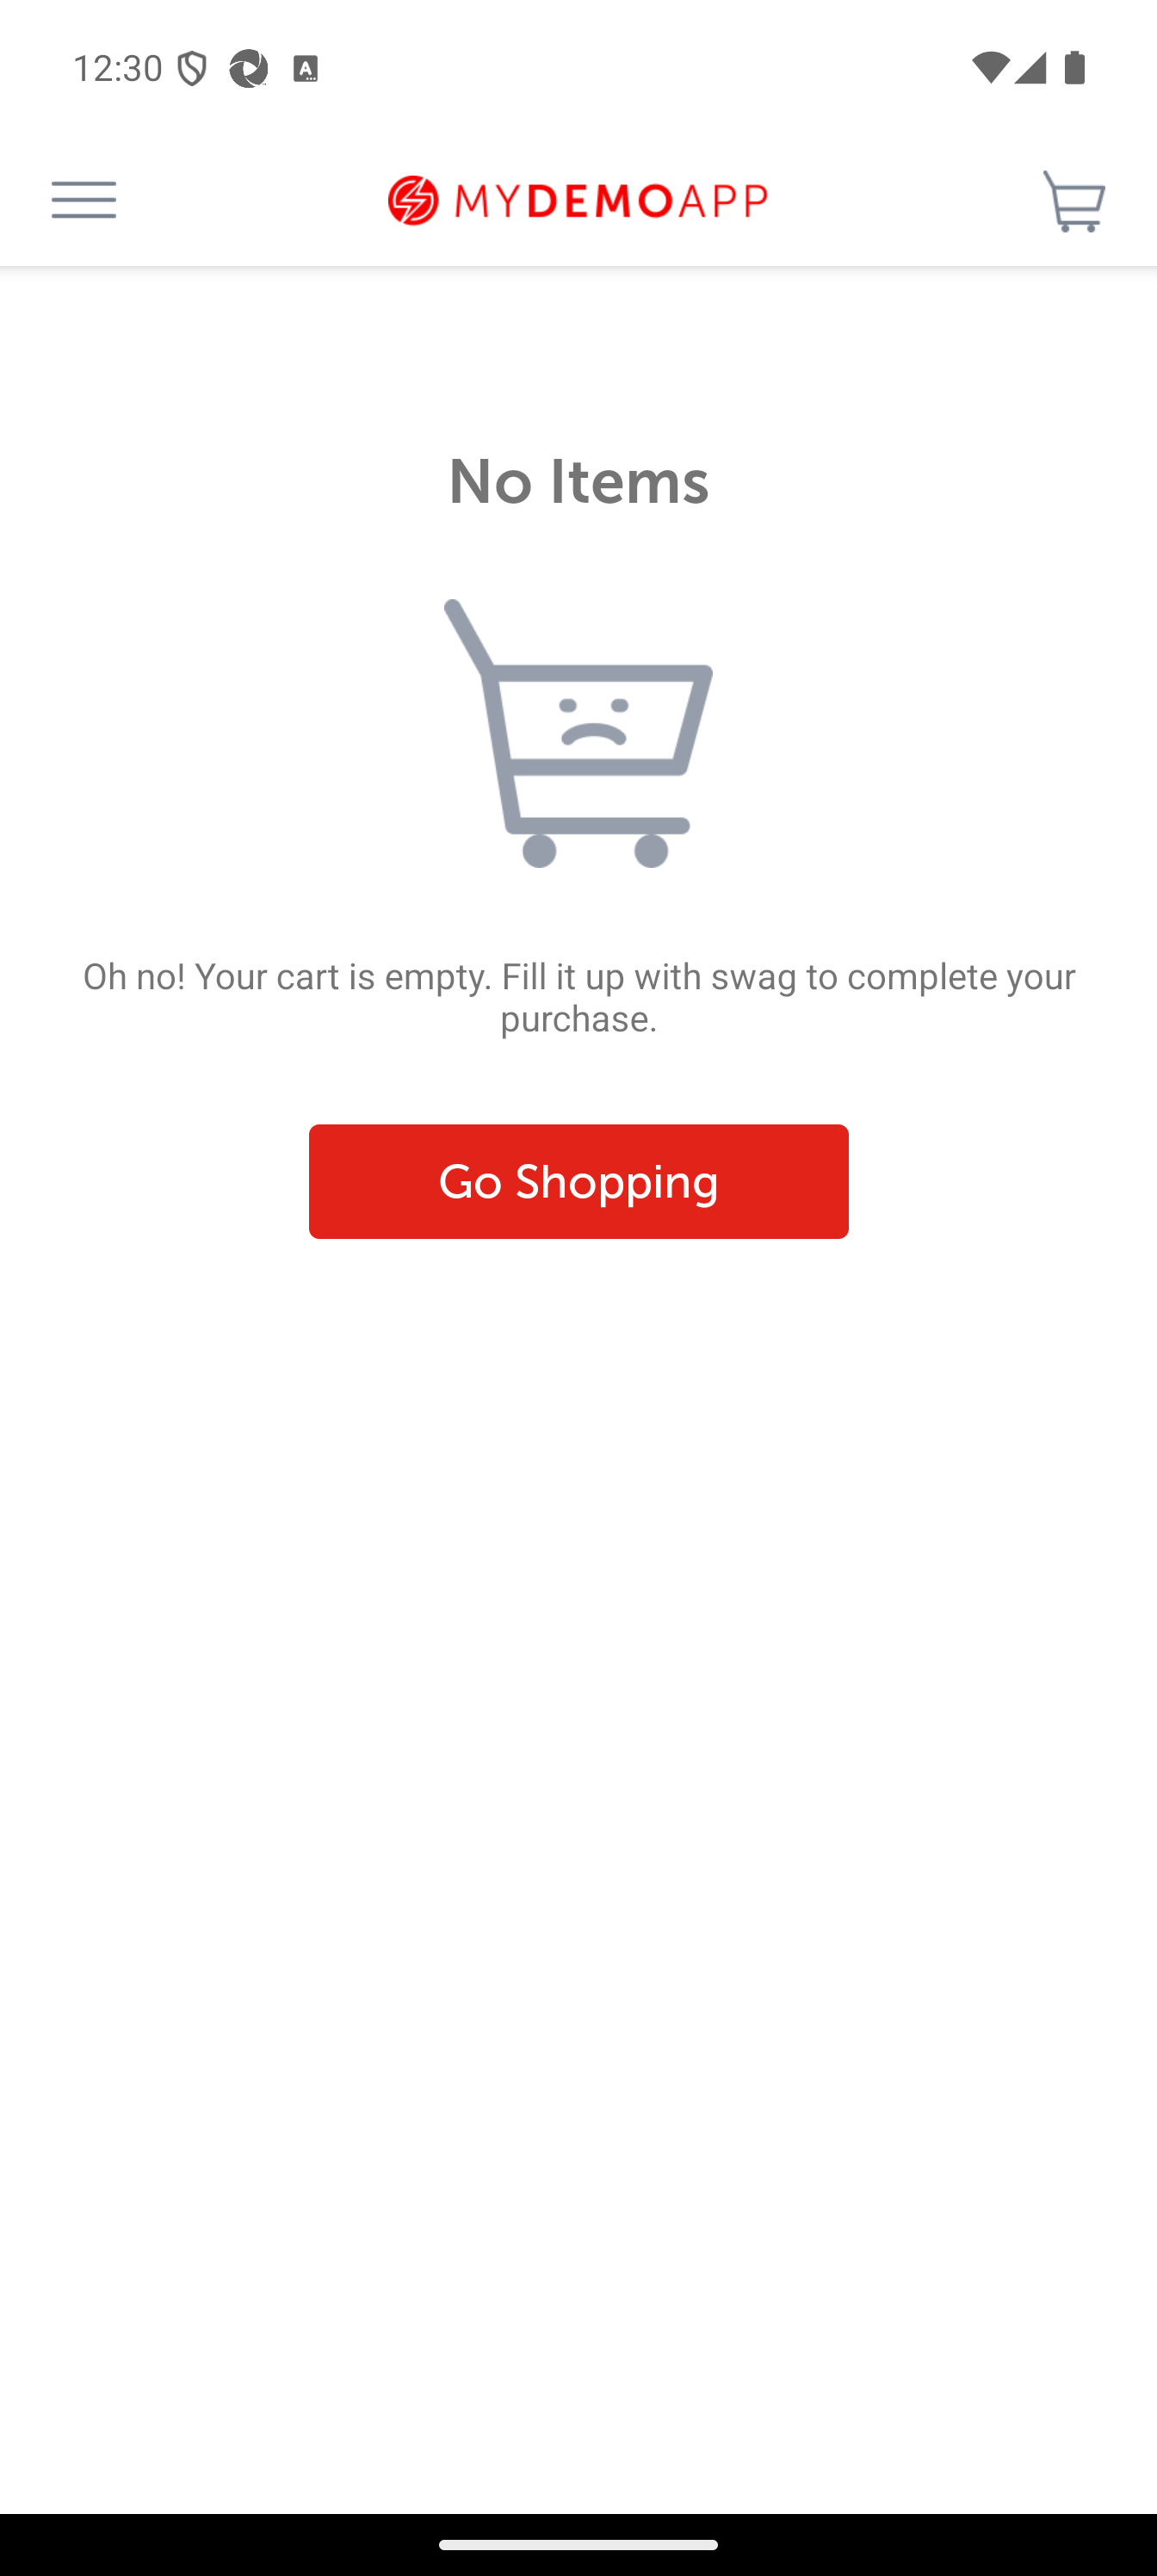 12:30
MYDEMOAPP
No Items
Oh no! Your cart is empty. Fill it up with swag to complete your
purchase.
Go Shopping